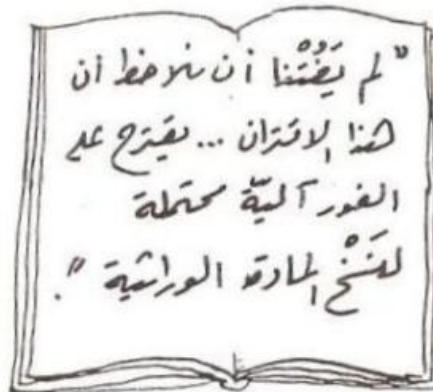 "لم يَفُتْنا أن نلاحظ أن
هذا الاقتران ... يقترح على
الفور آليّة محتملة
لنَسْخ المادة الوراثية".